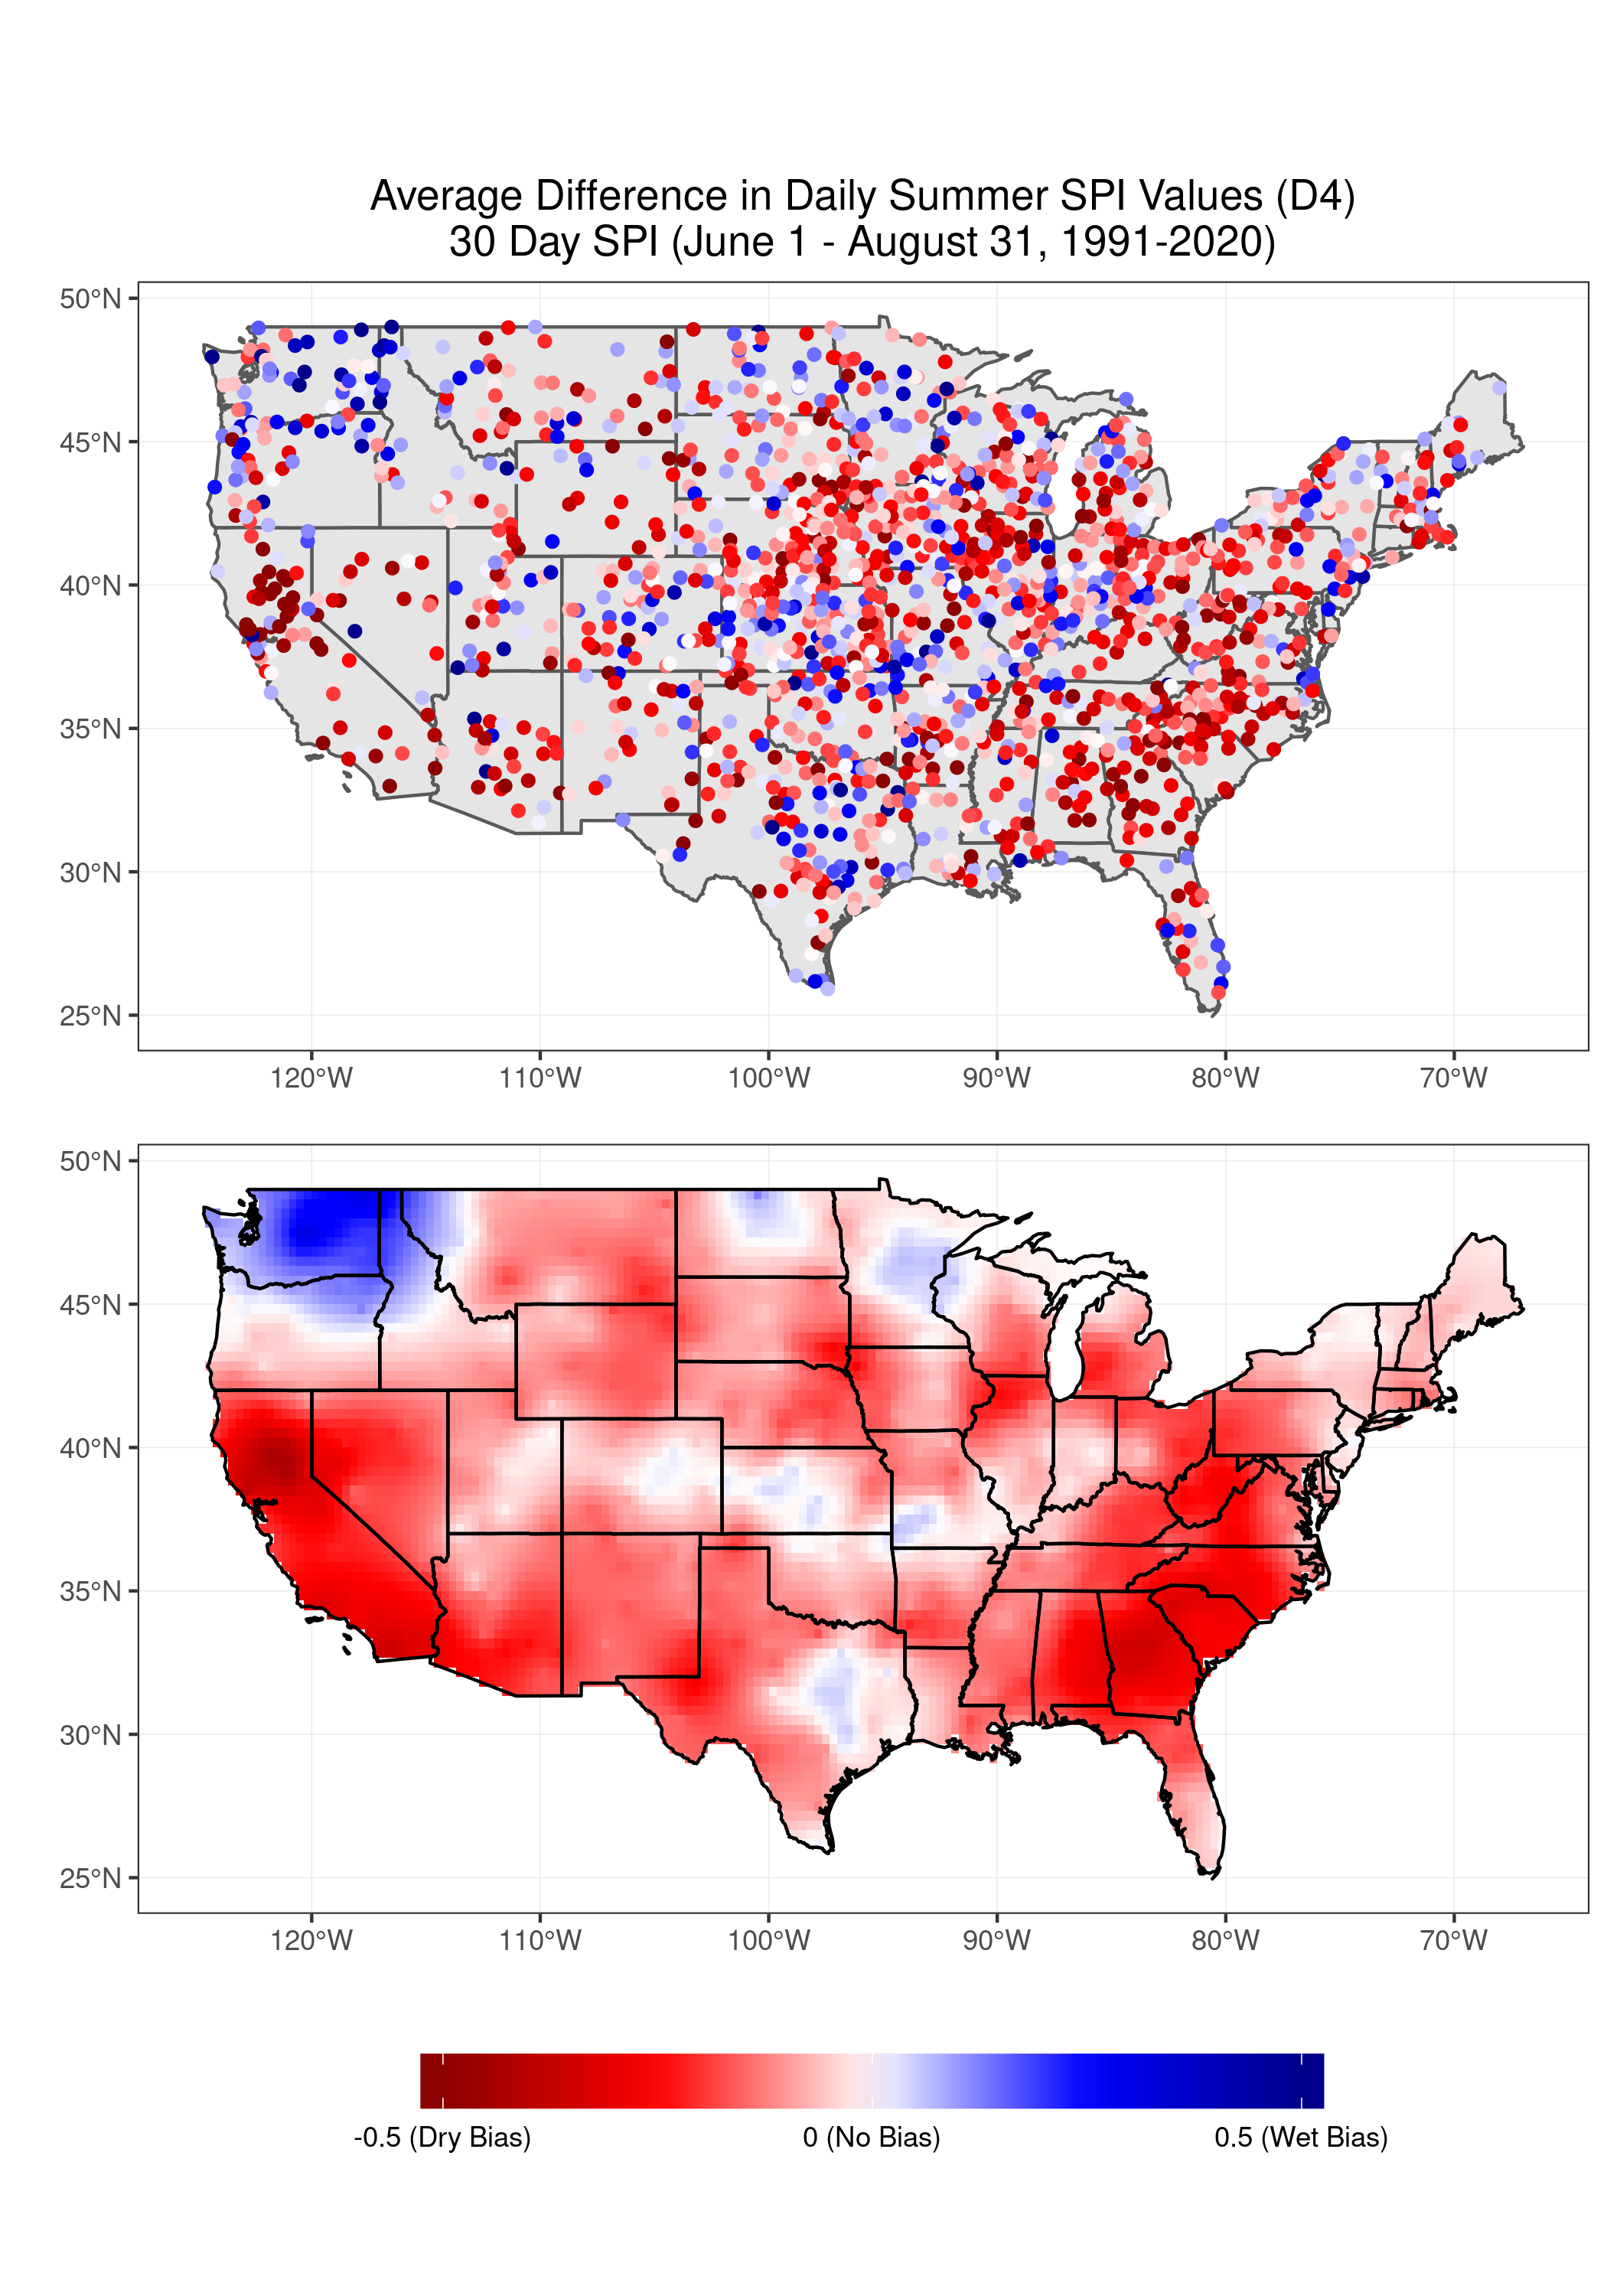 Average Difference in Daily Summer SPI Values (D4)
30 Day SPI (June 1 - August 31, 1991-2020)
50°N
45°N
40°N
35°N
30°N
25°N
120°W 110°W 100°W 90°W 80°W 70°W
50°N
45°N
40°N
35°N
30°N
25°N
120°W 110°W 100°W 90°W 80°W 70°W
-0.5 (Dry Bias) 0 (No Bias) 0.5 (Wet Bias)